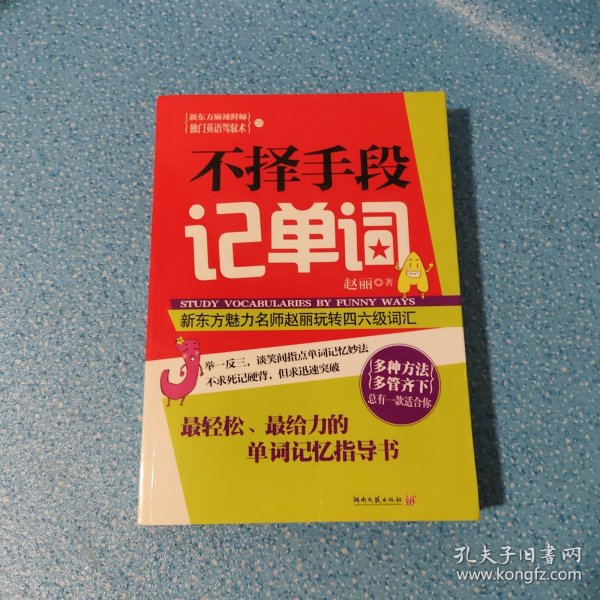 新东方麻辣鲜师
独门英语驾驭术
不择手段
记单词
赵丽◎著
STUDY VOCABULARIES BY FUNNY WAYS
新东方魅力名师赵丽玩转四六级词汇
举一反三，谈笑间指点单词记忆妙法
不求死记硬背，但求迅速突破
多种方法
多管齐下
总有一款适合你
最轻松、最给力的
单词记忆指导书
湖南文艺出版社
孔夫子旧书网
www.kongfz.com